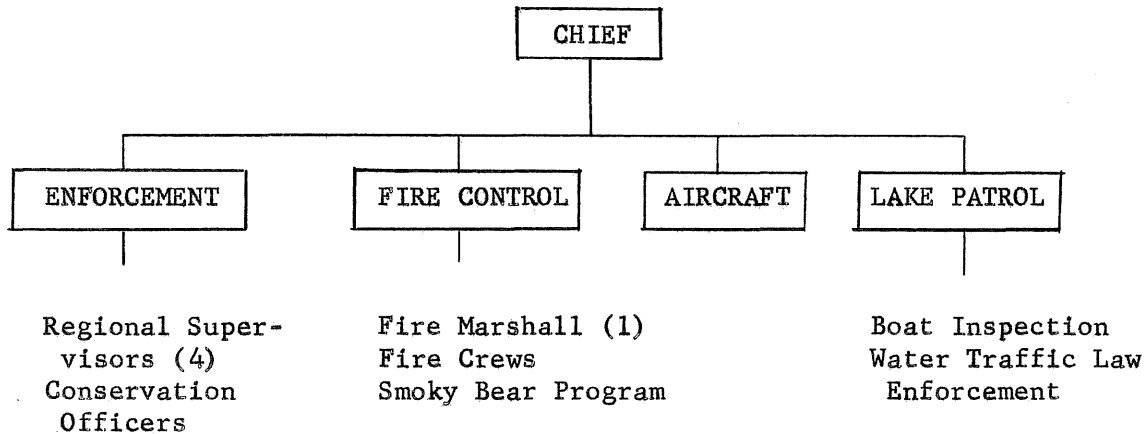 CHIEF
ENFORCEMENT
FIRE CONTROL
AIRCRAFT
LAKE PATROL
Regional Super-
visors (4)
Conservation
Officers
Fire Marshall (1)
Fire Crews
Smoky Bear Program
Boat Inspection
Water Traffic Law
Enforcement